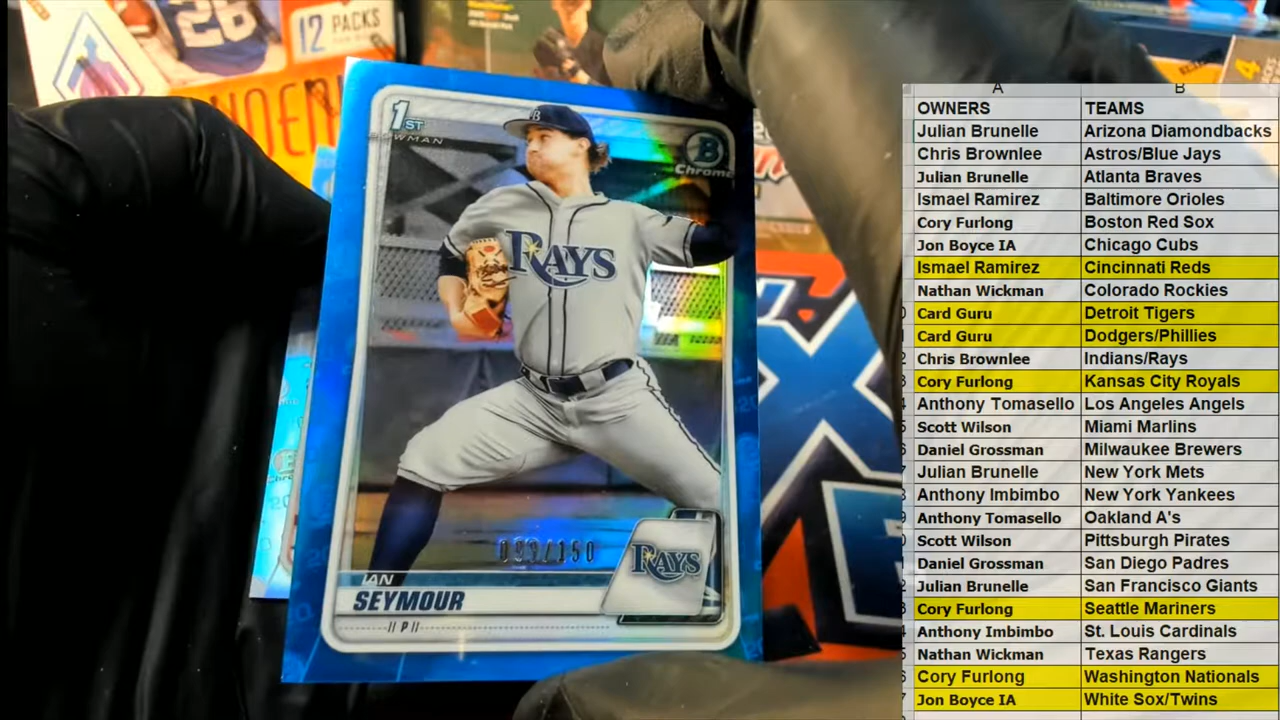 26
12 PACKS
1ST
BOWMAN
B
B
Chrome
RAYS
RAYS
IAN
SEYMOUR
P
A B
OWNERS TEAMS
Julian Brunelle Arizona Diamondbacks
Chris Brownlee Astros/Blue Jays
Julian Brunelle Atlanta Braves
Ismael Ramirez Baltimore Orioles
Cory Furlong Boston Red Sox
Jon Boyce IA Chicago Cubs
Ismael Ramirez Cincinnati Reds
Nathan Wickman Colorado Rockies
Card Guru Detroit Tigers
Card Guru Dodgers/Phillies
Chris Brownlee Indians/Rays
Cory Furlong Kansas City Royals
Anthony Tomasello Los Angeles Angels
Scott Wilson Miami Marlins
Daniel Grossman Milwaukee Brewers
Julian Brunelle New York Mets
Anthony Imbimbo New York Yankees
Anthony Tomasello Oakland A's
Scott Wilson Pittsburgh Pirates
Daniel Grossman San Diego Padres
Julian Brunelle San Francisco Giants
Cory Furlong Seattle Mariners
Anthony Imbimbo St. Louis Cardinals
Nathan Wickman Texas Rangers
Cory Furlong Washington Nationals
Jon Boyce IA White Sox/Twins